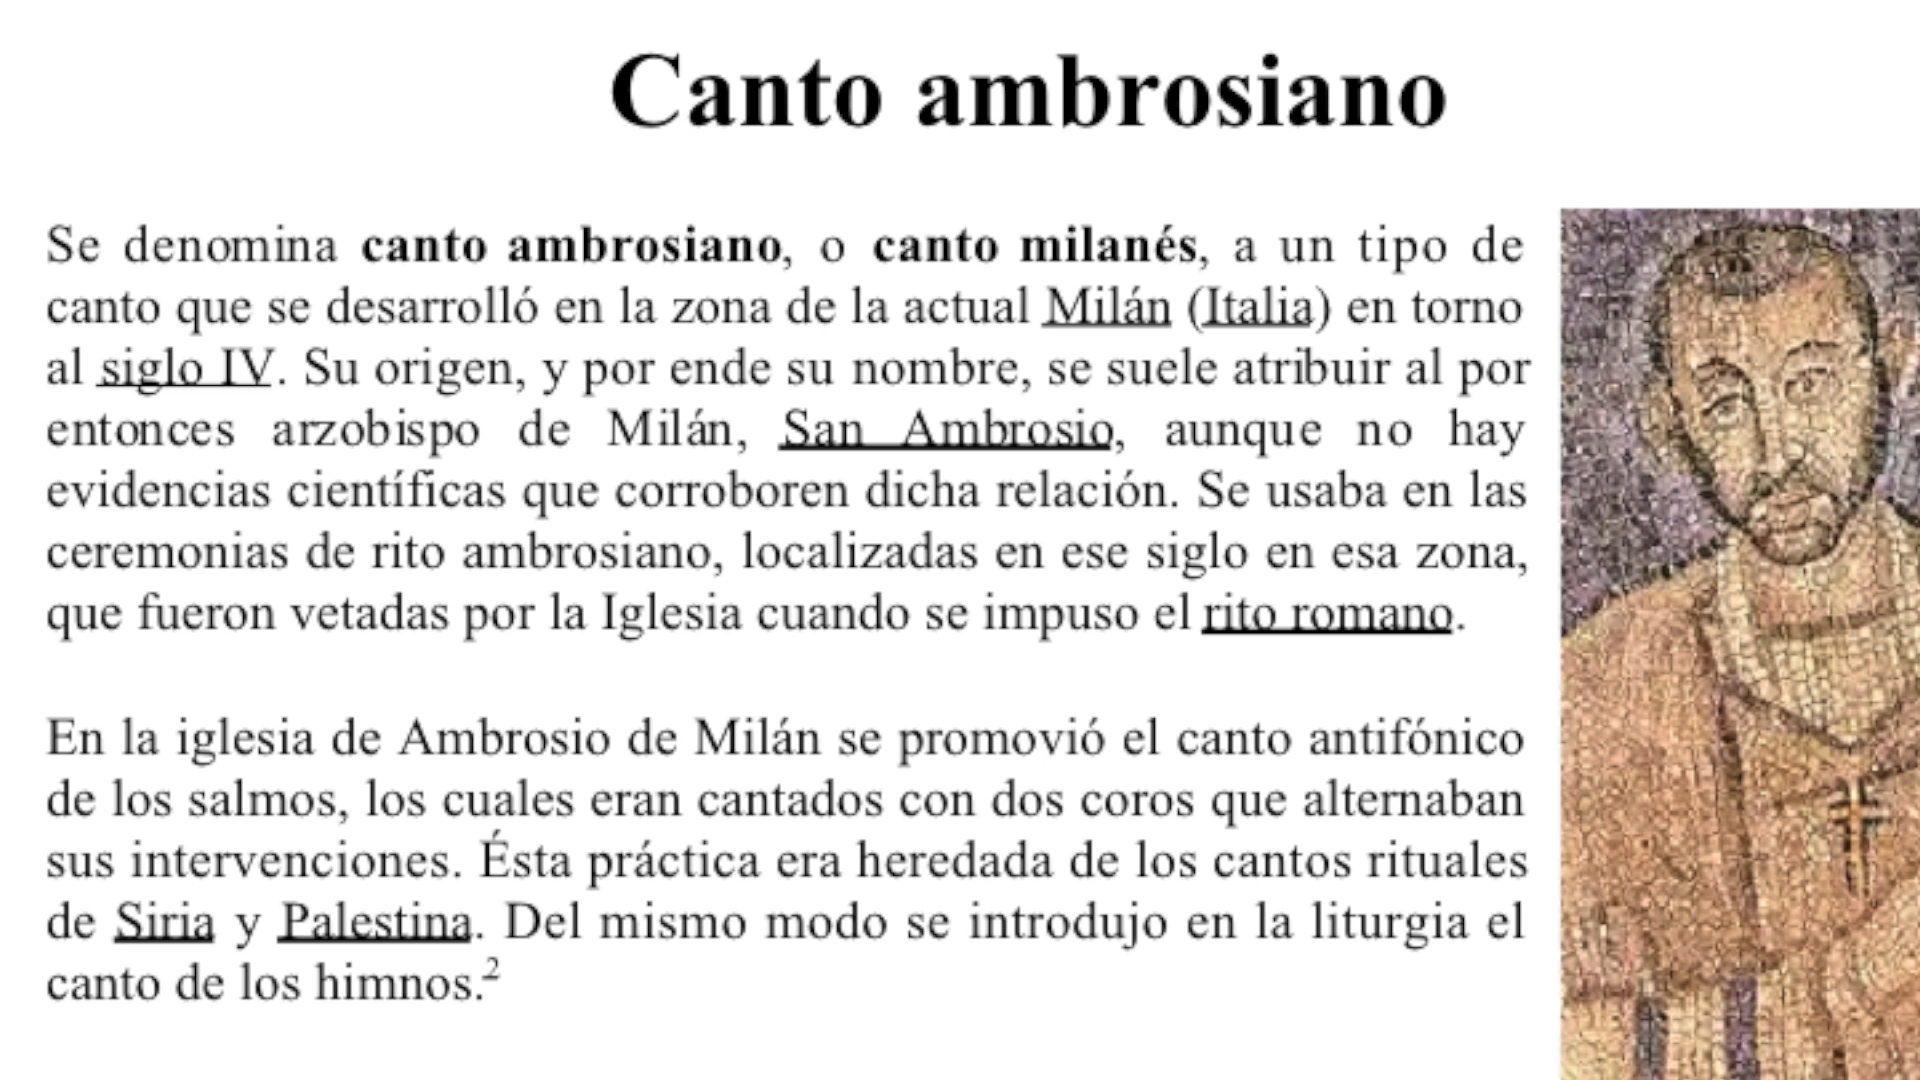 Canto ambrosiano
Se denomina canto ambrosiano, o canto milanés, a un tipo de
canto que se desarrolló en la zona de la actual Milán (Italia) en torno
al siglo IV. Su origen, y por ende su nombre, se suele atribuir al por
entonces arzobispo de Milán, San Ambrosio, aunque no hay
evidencias científicas que corroboren dicha relación. Se usaba en las
ceremonias de rito ambrosiano, localizadas en ese siglo en esa zona,
que fueron vetadas por la Iglesia cuando se impuso el rito romano.
En la iglesia de Ambrosio de Milán se promovió el canto antifónico
de los salmos, los cuales eran cantados con dos coros que alternaban
sus intervenciones. Ésta práctica era heredada de los cantos rituales
de Siria y Palestina. Del mismo modo se introdujo en la liturgia el
canto de los himnos.²